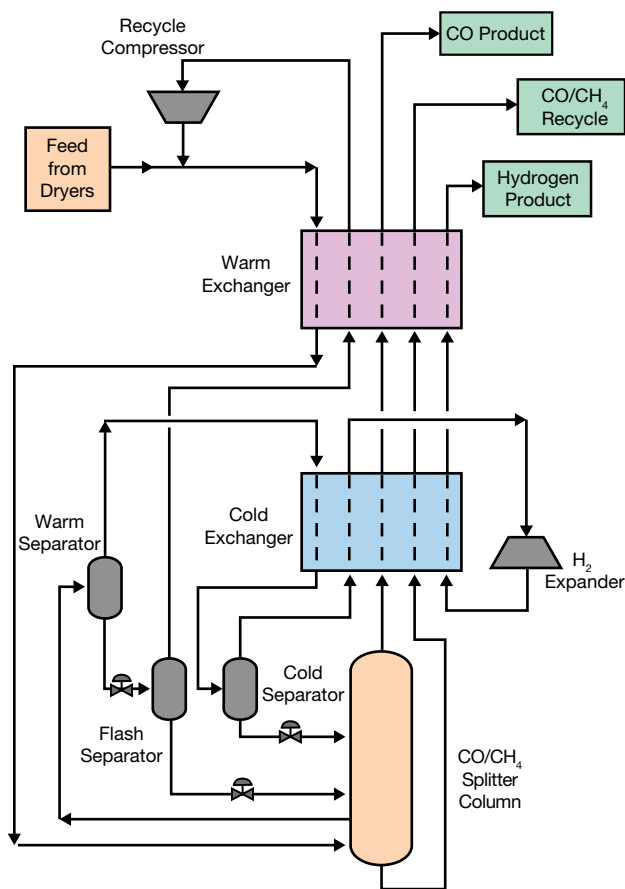 Recycle
Compressor
CO Product
CO/CH₄
Recycle
Feed
from
Dryers
Hydrogen
Product
Warm
Exchanger
Warm
Separator
Cold
Exchanger
H₂
Expander
Cold
Separator
Flash
Separator
CO/CH₄
Splitter
Column